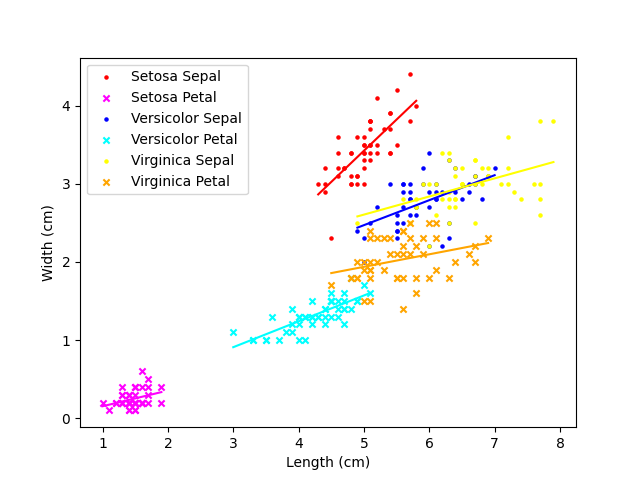 Setosa Sepal
Setosa Petal
Versicolor Sepal
Versicolor Petal
Virginica Sepal
Virginica Petal
4
3
2
1
0
Width (cm)
1 2 3 4 5 6 7 8
Length (cm)